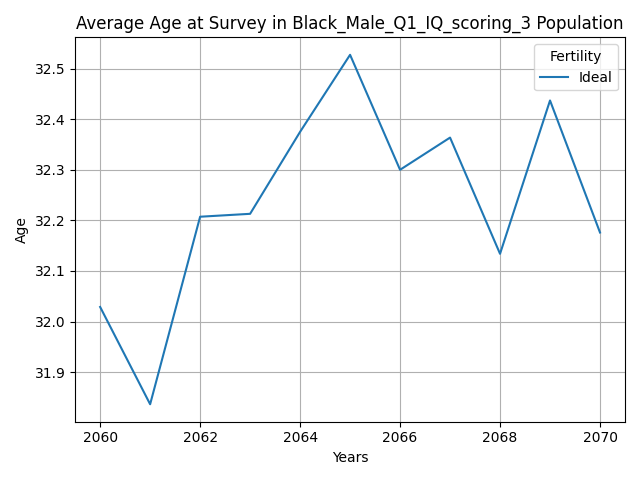 Average Age at Survey in Black_Male_Q1_IQ_scoring_3 Population
Fertility
Ideal
32.5
32.4
32.3
32.2
32.1
32.0
31.9
Age
2060
2062
2064
2066
2068
2070
Years